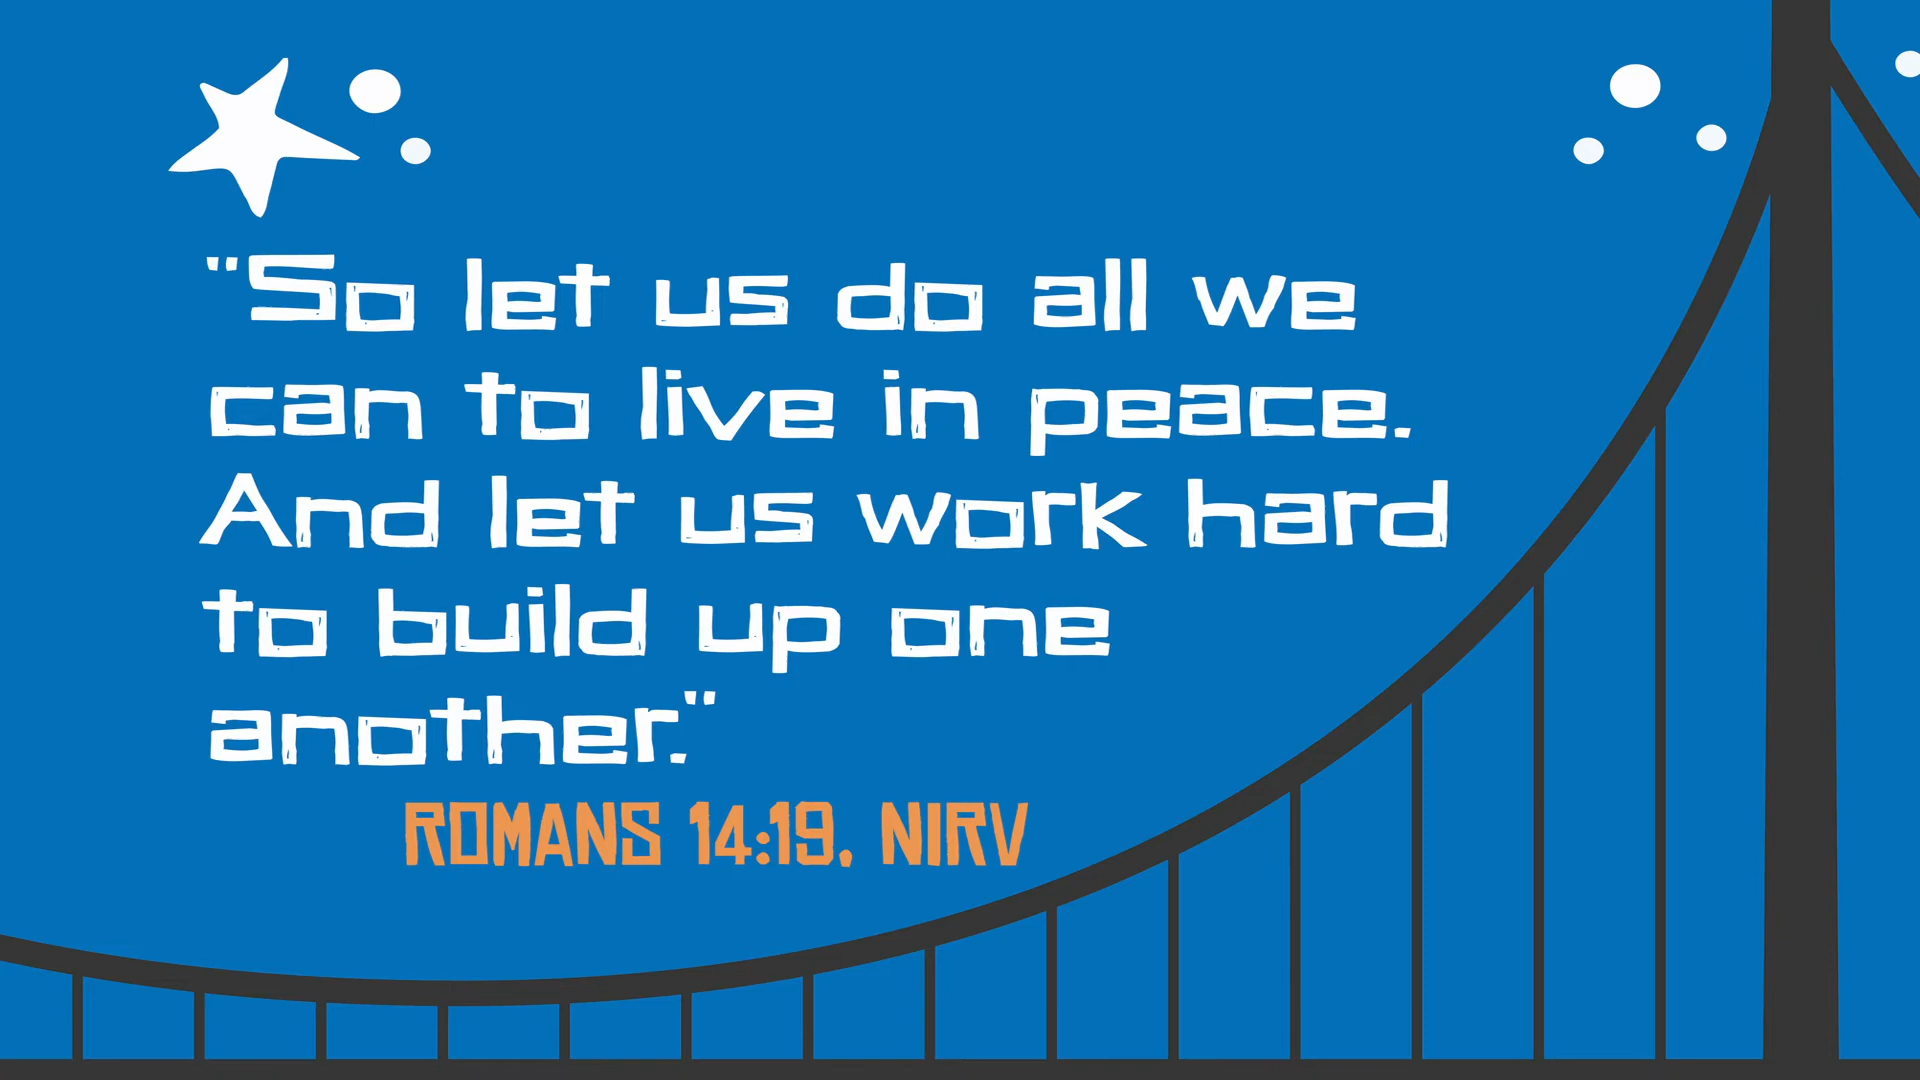 "So let us do all we
can to live in peace.
And let us work hard
to build up one
another."
ROMANS 14:19, NIRV